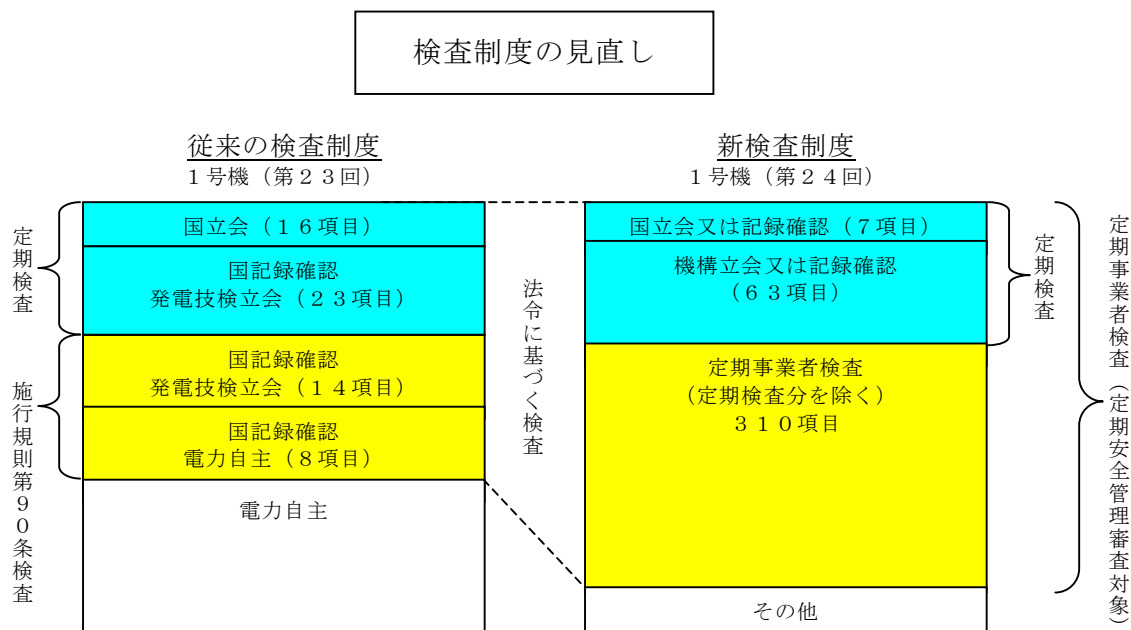 検査制度の見直し
従来の検査制度
１号機（第２３回）
定期検査
国立会（１６項目）
国記録確認
発電技検立会（２３項目）
施行規則第９０条検査
国記録確認
発電技検立会（１４項目）
国記録確認
電力自主（８項目）
電力自主
法令に基づく検査
新検査制度
１号機（第２４回）
国立会又は記録確認（７項目）
機構立会又は記録確認
（６３項目）
定期事業者検査
（定期検査分を除く）
３１０項目
その他
定期検査
定期事業者検査（定期安全管理審査対象）